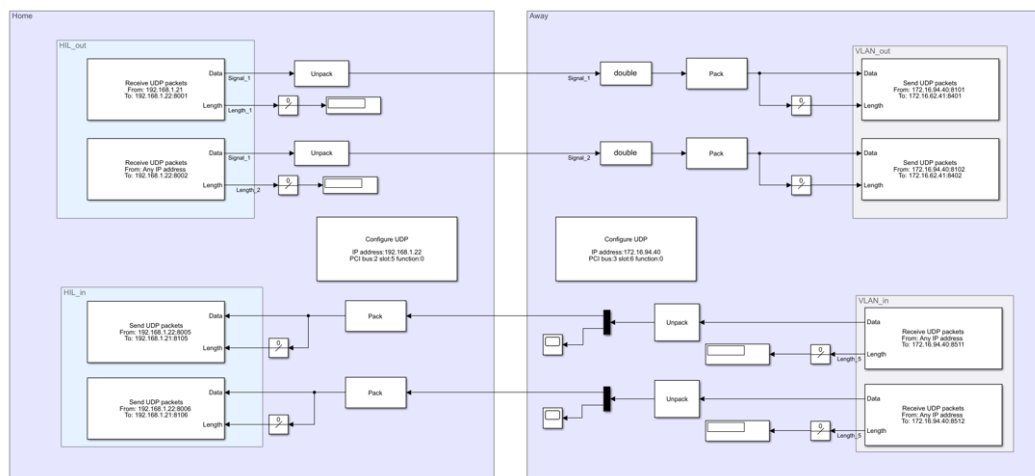 Home
HIL_out
Receive UDP packets
From: 192.168.1.21
To: 192.168.1.22:8001
Data
Length
Signal_1
Length_1
Unpack
0
Receive UDP packets
From: Any IP address
To: 192.168.1.22:8002
Data
Length
Signal_1
Length_2
Unpack
0
Configure UDP
IP address:192.168.1.22
PCI bus:2 slot:5 function:0
HIL_in
Send UDP packets
From: 192.168.1.22:8005
To: 192.168.1.21:8105
Data
Length
0
Pack
Send UDP packets
From: 192.168.1.22:8006
To: 192.168.1.21:8106
Data
Length
0
Pack
Away
Signal_1
double
Pack
0
VLAN_out
Data
Length
Send UDP packets
From: 172.16.94.40:8101
To: 172.16.62.41:8401
Signal_2
double
Pack
0
Data
Length
Send UDP packets
From: 172.16.94.40:8102
To: 172.16.62.41:8402
Configure UDP
IP address:172.16.94.40
PCI bus:3 slot:6 function:0
VLAN_in
Unpack
0
Length_5
Data
Length
Receive UDP packets
From: Any IP address
To: 172.16.94.40:8511
Unpack
0
Length_5
Data
Length
Receive UDP packets
From: Any IP address
To: 172.16.94.40:8512